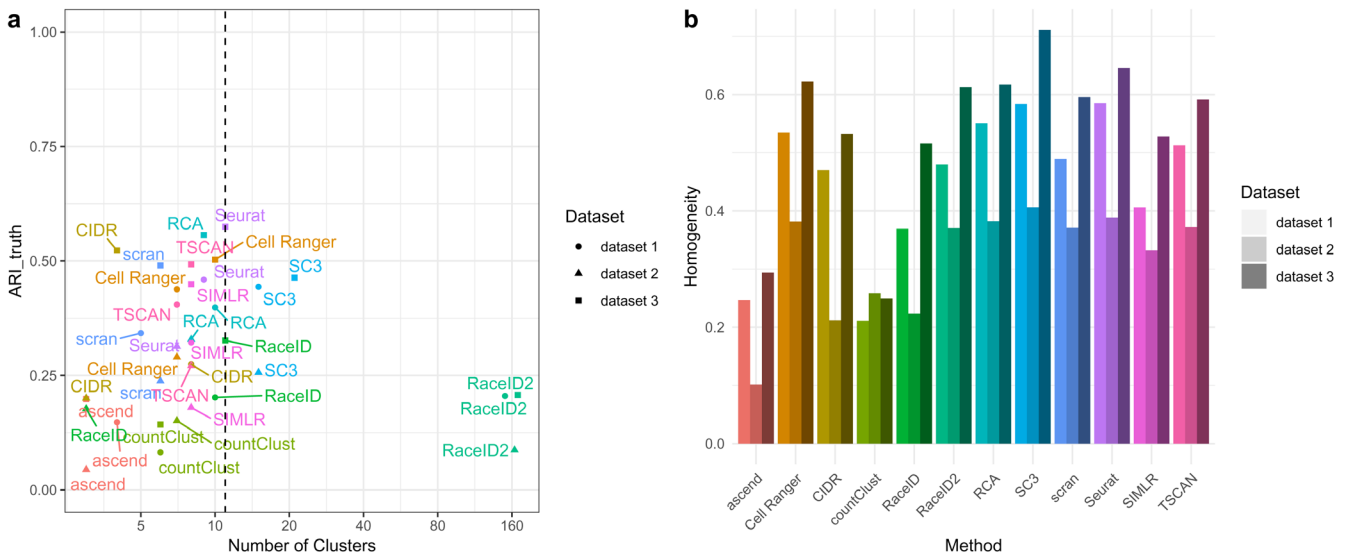 a
ARI_truth
1.00
0.75
0.50
0.25
0.00
Seurat
RCA
CIDR
TSCAN
Cell Ranger
scran
SC3
Seurat
Cell Ranger
SIMLR
SC3
TSCAN
RCA
RCA
scran
Seurat
RaceID
SIMLR
Cell Ranger
SC3
CIDR
CIDR
scran
TSCAN
RaceID
RaceID2
ascend
RaceID2
SIMLR
RaceID
countClust
countClust
RaceID2
ascend
countClust
ascend
5
10
20
40
80
160
Number of Clusters
Dataset
dataset 1
dataset 2
dataset 3
b
Homogeneity
0.6
0.4
0.2
0.0
ascend
Cell Ranger
CIDR
countClust
RaceID
RaceID2
RCA
SC3
scran
Seurat
SIMLR
TSCAN
Method
Dataset
dataset 1
dataset 2
dataset 3